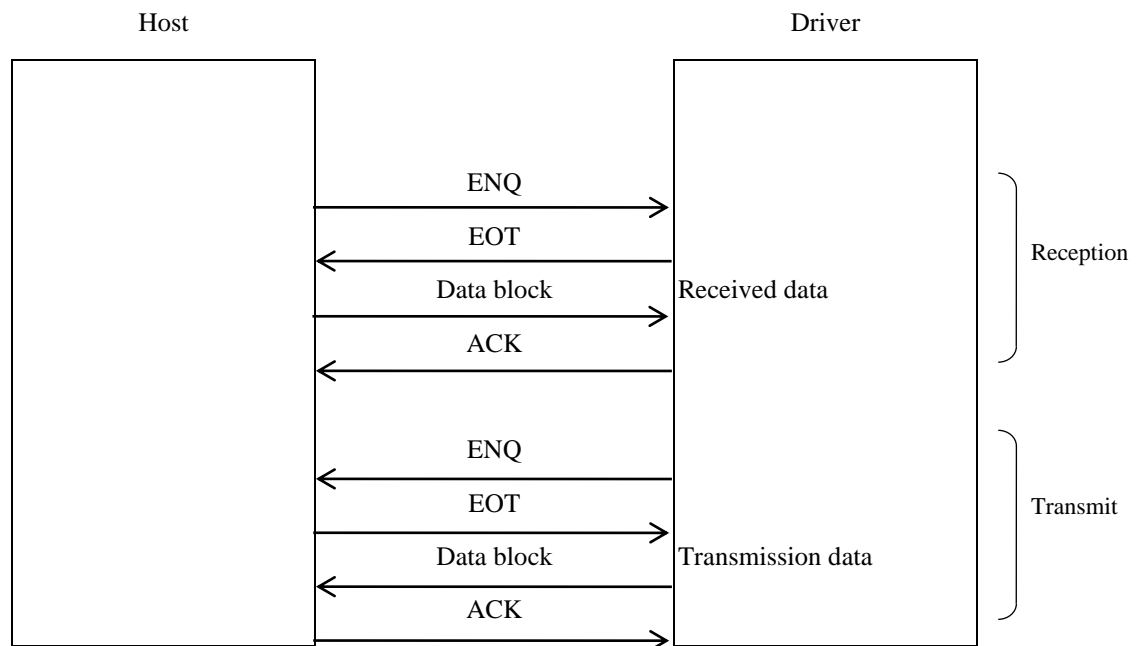 Host
Driver
ENQ
EOT
Reception
Data block
Received data
ACK
ENQ
EOT
Transmit
Data block
Transmission data
ACK